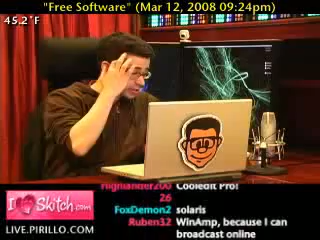 "Free Software" (Mar 12, 2008 09:24pm)
45.2°F
Highlander200 Cooledit Pro!
26
FoxDemon2 solaris
Ruben32 WinAmp, because I can
broadcast online
I Skitch.com
LIVE.PIRILLO.COM